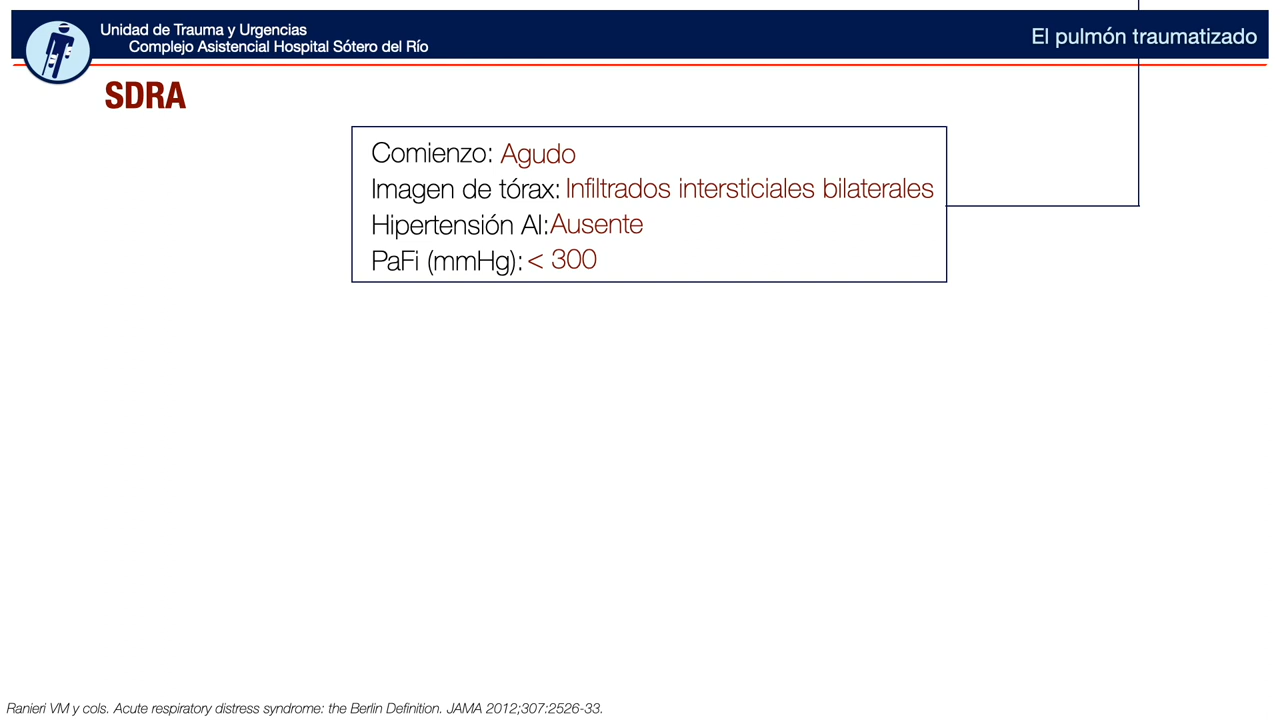 Unidad de Trauma y Urgencias
Complejo Asistencial Hospital Sótero del Río
El pulmón traumatizado
SDRA
Comienzo: Agudo
Imagen de tórax: Infiltrados intersticiales bilaterales
Hipertensión AI: Ausente
PaFi (mmHg): < 300
Ranieri VM y cols. Acute respiratory distress syndrome: the Berlin Definition. JAMA 2012;307:2526-33.